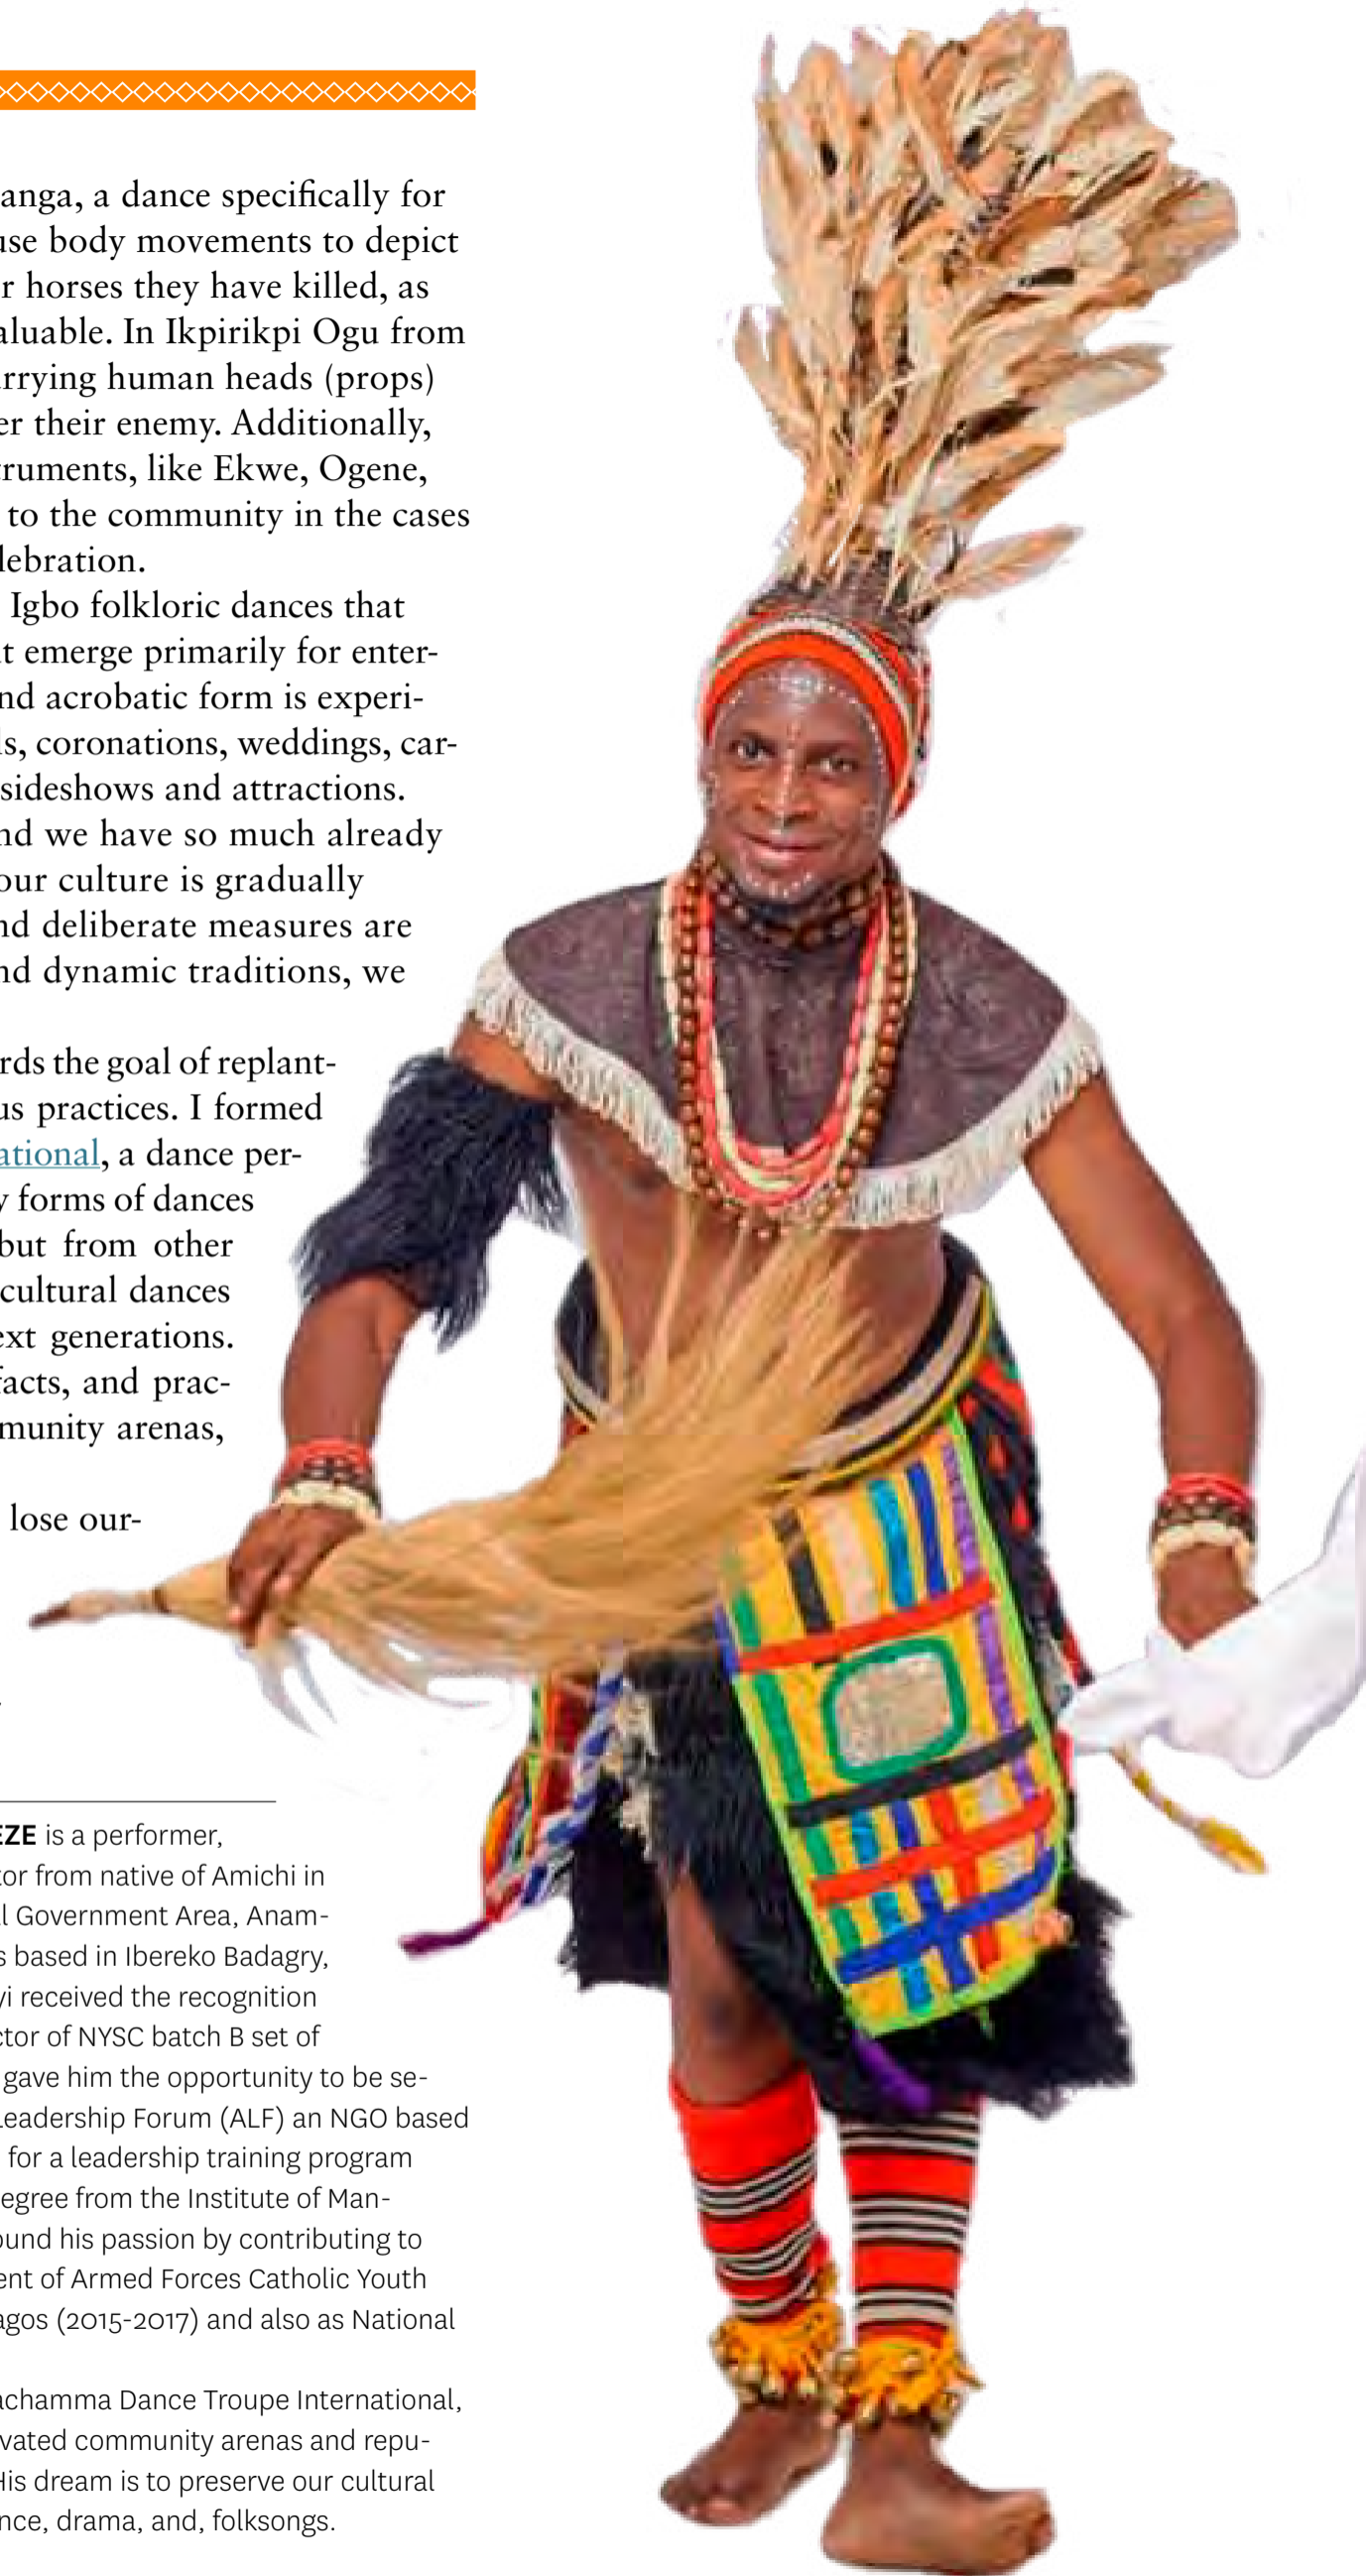 anga, a dance specifically for
use body movements to depict
r horses they have killed, as
aluable. In Ikpirikpi Ogu from
rrying human heads (props)
er their enemy. Additionally,
truments, like Ekwe, Ogene,
to the community in the cases
lebration.
Igbo folkloric dances that
t emerge primarily for enter-
nd acrobatic form is experi-
ls, coronations, weddings, car-
sideshows and attractions.
nd we have so much already
our culture is gradually
nd deliberate measures are
nd dynamic traditions, we
rds the goal of replant-
us practices. I formed
ational, a dance per-
y forms of dances
but from other
cultural dances
ext generations.
facts, and prac-
munity arenas,
lose our-
EZE is a performer,
tor from native of Amichi in
l Government Area, Anam-
s based in Ibereko Badagry,
yi received the recognition
ctor of NYSC batch B set of
gave him the opportunity to be se-
Leadership Forum (ALF) an NGO based
for a leadership training program
egree from the Institute of Man-
ound his passion by contributing to
ent of Armed Forces Catholic Youth
agos (2015-2017) and also as National
achamma Dance Troupe International,
vated community arenas and repu-
His dream is to preserve our cultural
nce, drama, and, folksongs.